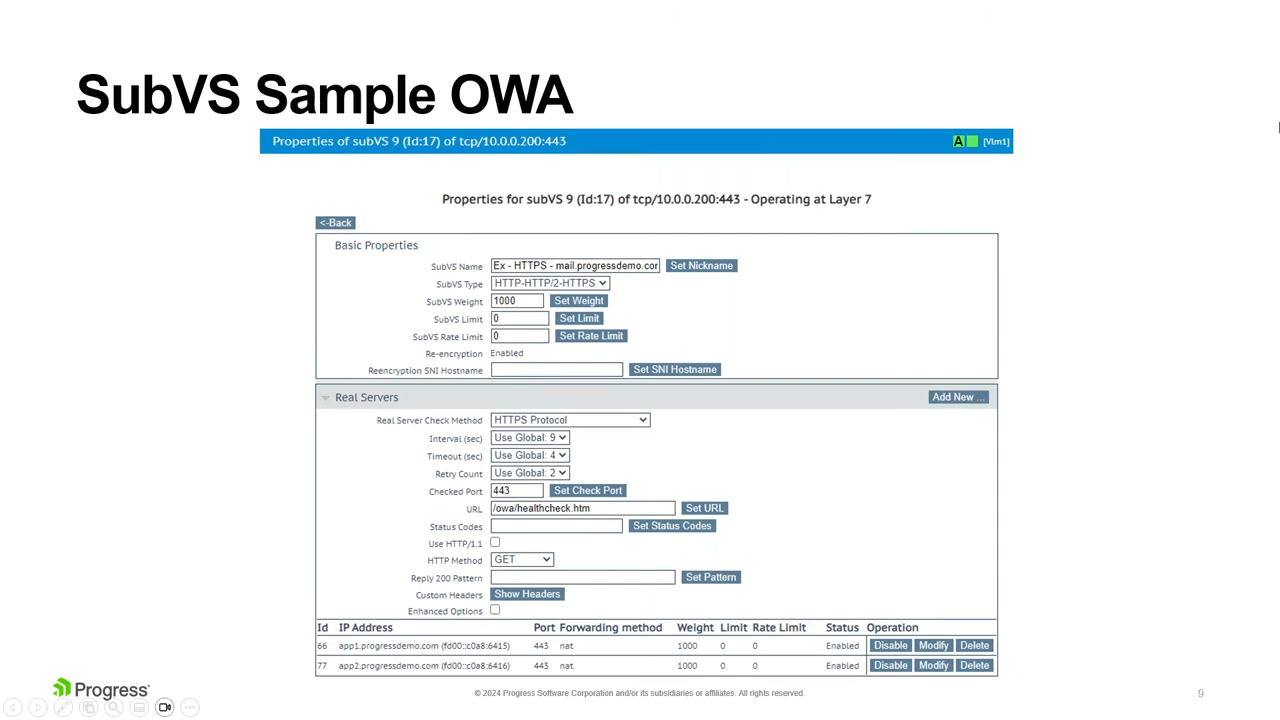 SubVS Sample OWA
Properties of subVS 9 (Id:17) of tcp/10.0.0.200:443 A [Vlm1]
Properties for subVS 9 (Id:17) of tcp/10.0.0.200:443 - Operating at Layer 7
<-Back
Basic Properties
SubVS Name Ex - HTTPS - mail.progressdemo.cor Set Nickname
SubVS Type HTTP-HTTP/2-HTTPS
SubVS Weight 1000 Set Weight
SubVS Limit 0 Set Limit
SubVS Rate Limit 0 Set Rate Limit
Re-encryption Enabled
Reencryption SNI Hostname Set SNI Hostname
Real Servers Add New ...
Real Server Check Method HTTPS Protocol
Interval (sec) Use Global: 9
Timeout (sec) Use Global: 4
Retry Count Use Global: 2
Checked Port 443 Set Check Port
URL /owa/healthcheck.htm Set URL
Status Codes Set Status Codes
Use HTTP/1.1
HTTP Method GET
Reply 200 Pattern Set Pattern
Custom Headers Show Headers
Enhanced Options
Id IP Address Port Forwarding method Weight Limit Rate Limit Status Operation
66 app1.progressdemo.com (fd00::c0a8:6415) 443 nat 1000 0 0 Enabled Disable Modify Delete
77 app2.progressdemo.com (fd00::c0a8:6416) 443 nat 1000 0 0 Enabled Disable Modify Delete
Progress®
© 2024 Progress Software Corporation and/or its subsidiaries or affiliates. All rights reserved.
9